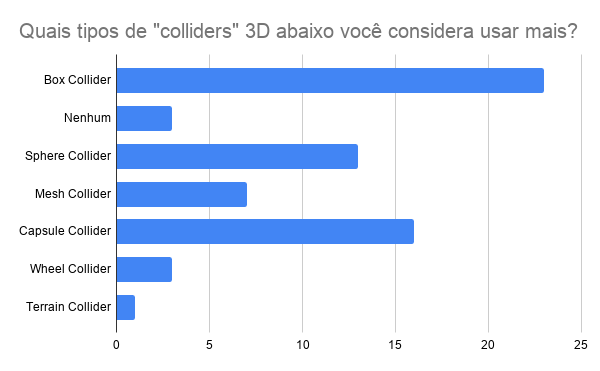 Quais tipos de "colliders" 3D abaixo você considera usar mais?
Box Collider
Nenhum
Sphere Collider
Mesh Collider
Capsule Collider
Wheel Collider
Terrain Collider
0 5 10 15 20 25